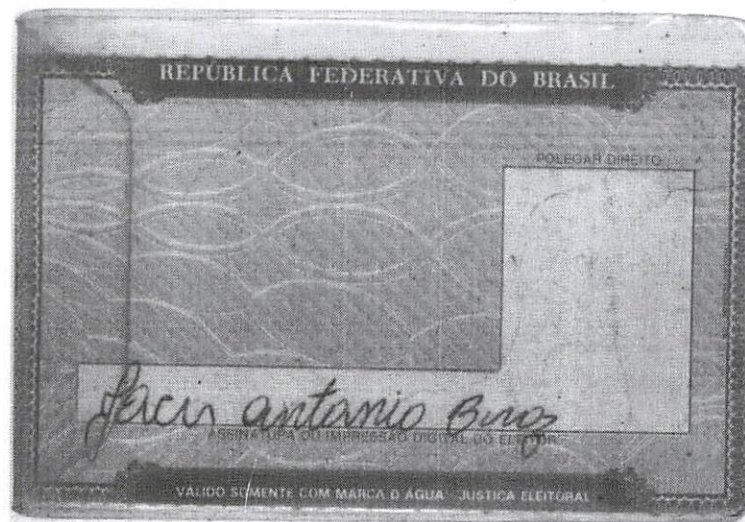 REPÚBLICA FEDERATIVA DO BRASIL
POLEGAR DIREITO
antonio
ASSINATURA OU IMPRESSÃO DIGITAL DO ELEITOR
VÁLIDO SOMENTE COM MARCA D'ÁGUA - JUSTIÇA ELEITORAL